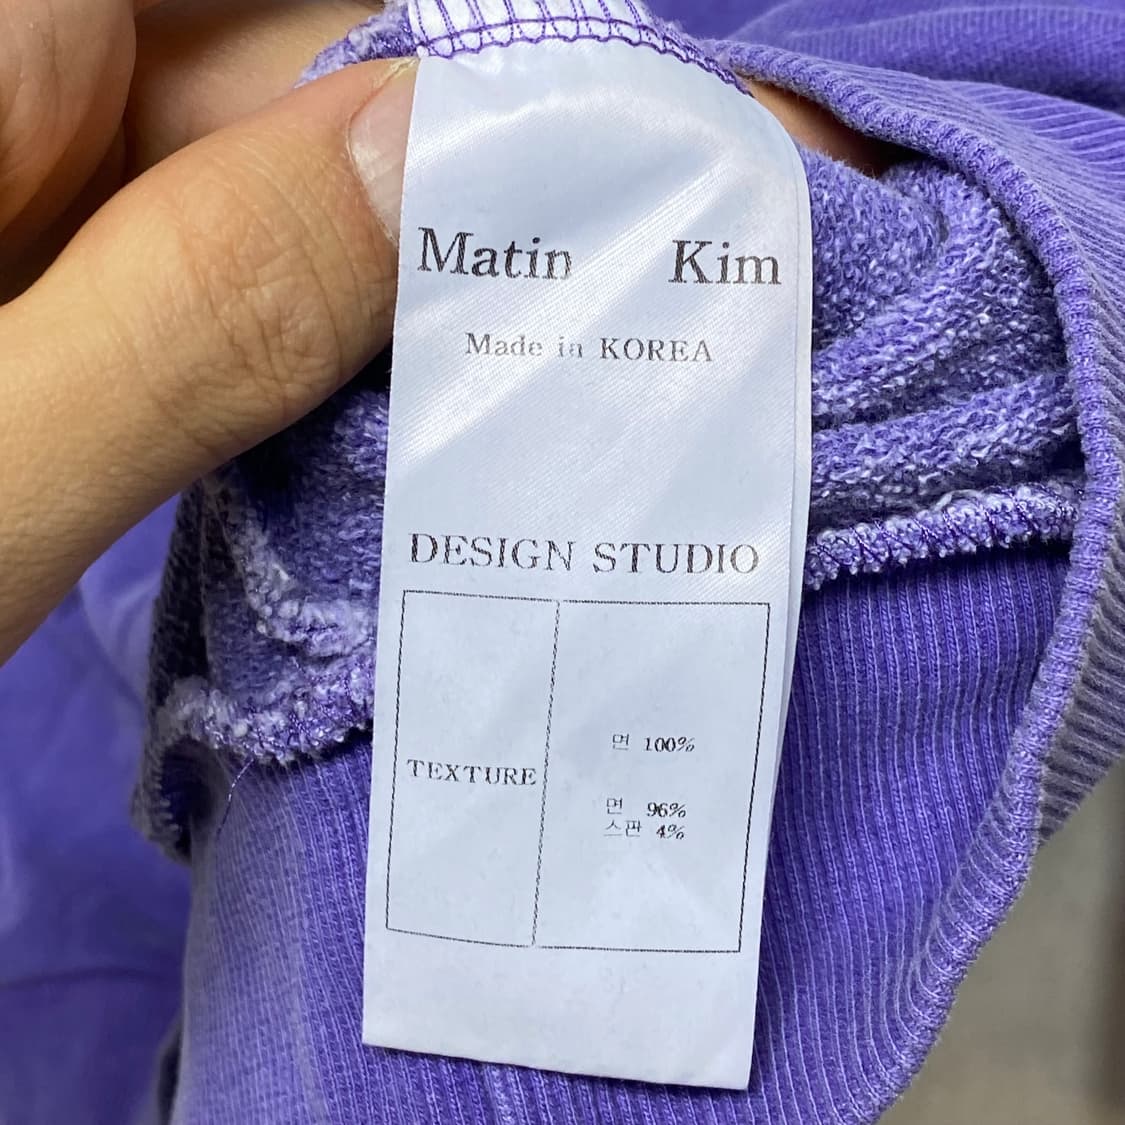 Matin Kim
Made in KOREA
DESIGN STUDIO
TEXTURE
면 100%
면 96%
스판 4%